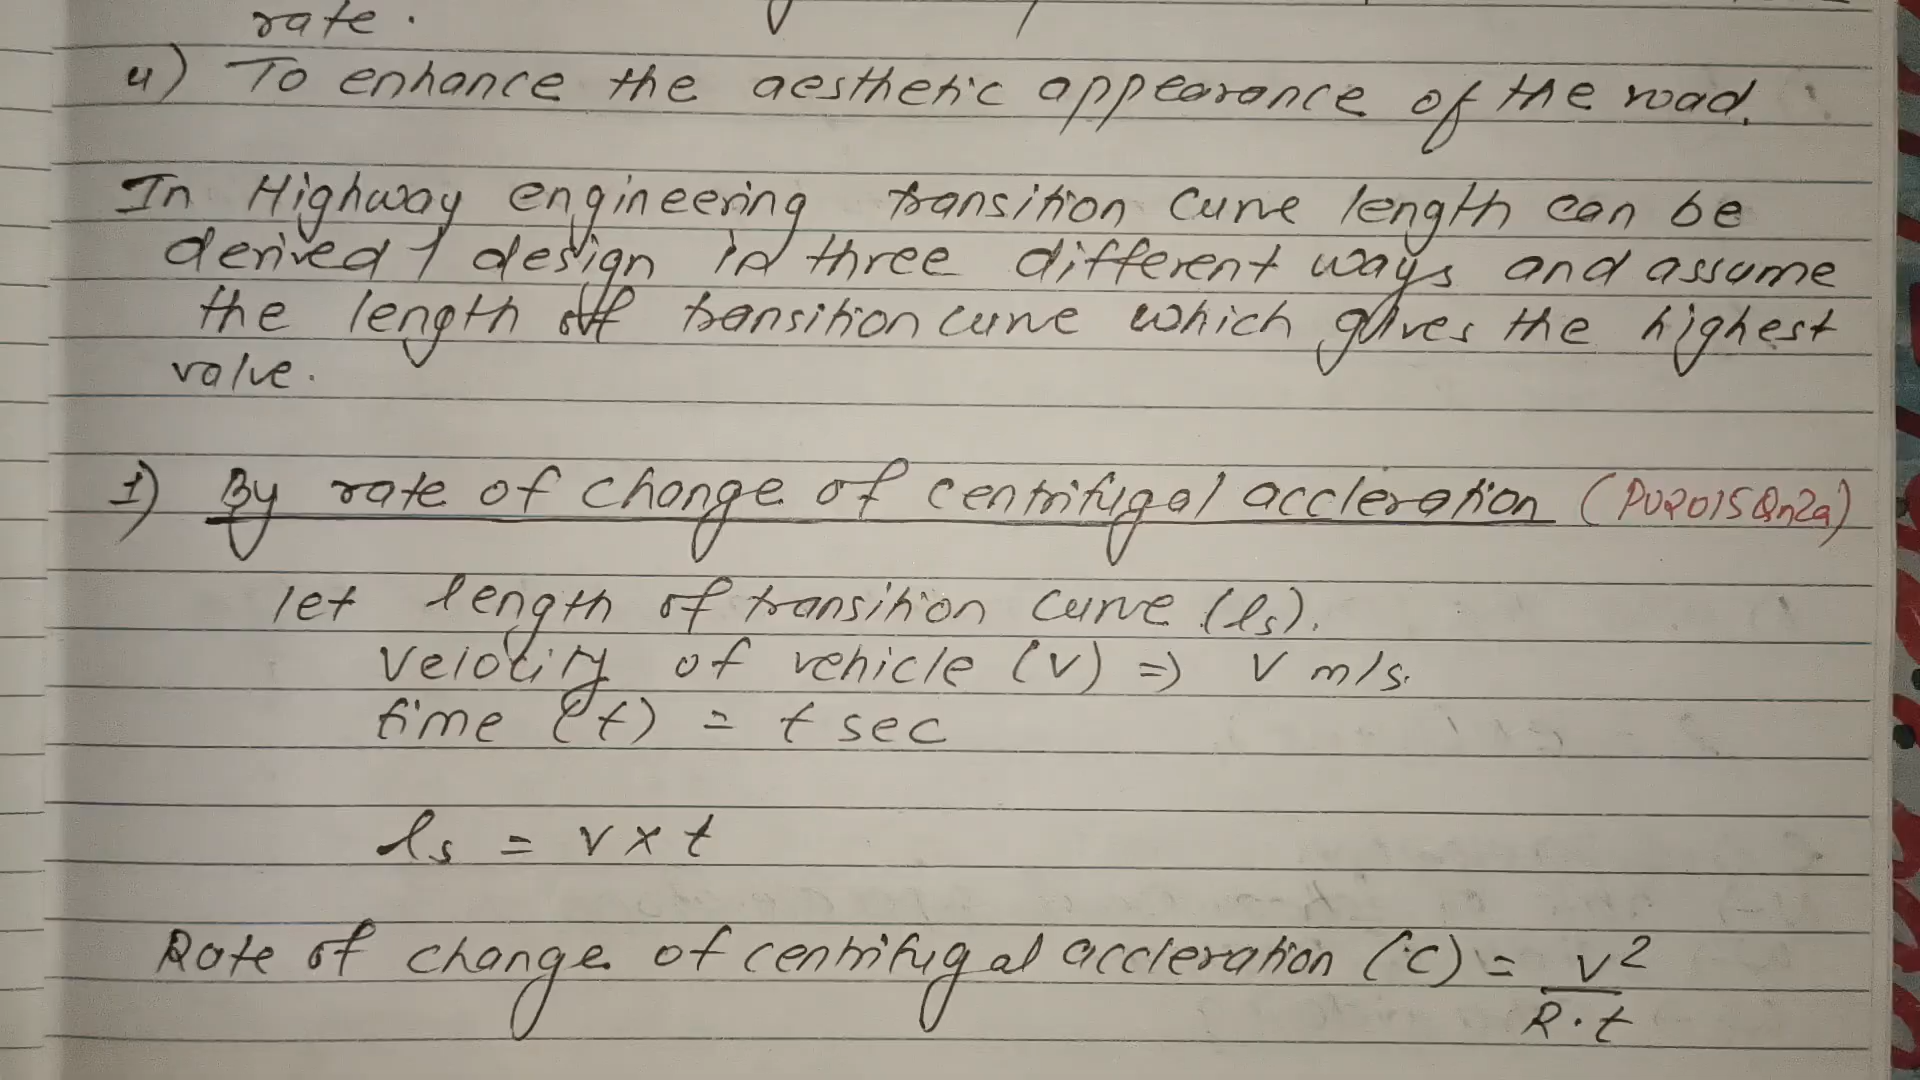 rate.
4) To enhance the aesthetic appearance of the road.
In Highway engineering transition curve length can be
derived / design in three different ways and assume
the length of transition curve which gives the highest
value.
1) By rate of change of centrifugal accleration (PU2015 Qn2a)
let length of transition curve (ls).
Velocity of vehicle (v) => v m/s.
time (t) = t sec
ls = v x t
Rate of change of centrifugal accleration (c) = v²
R.t